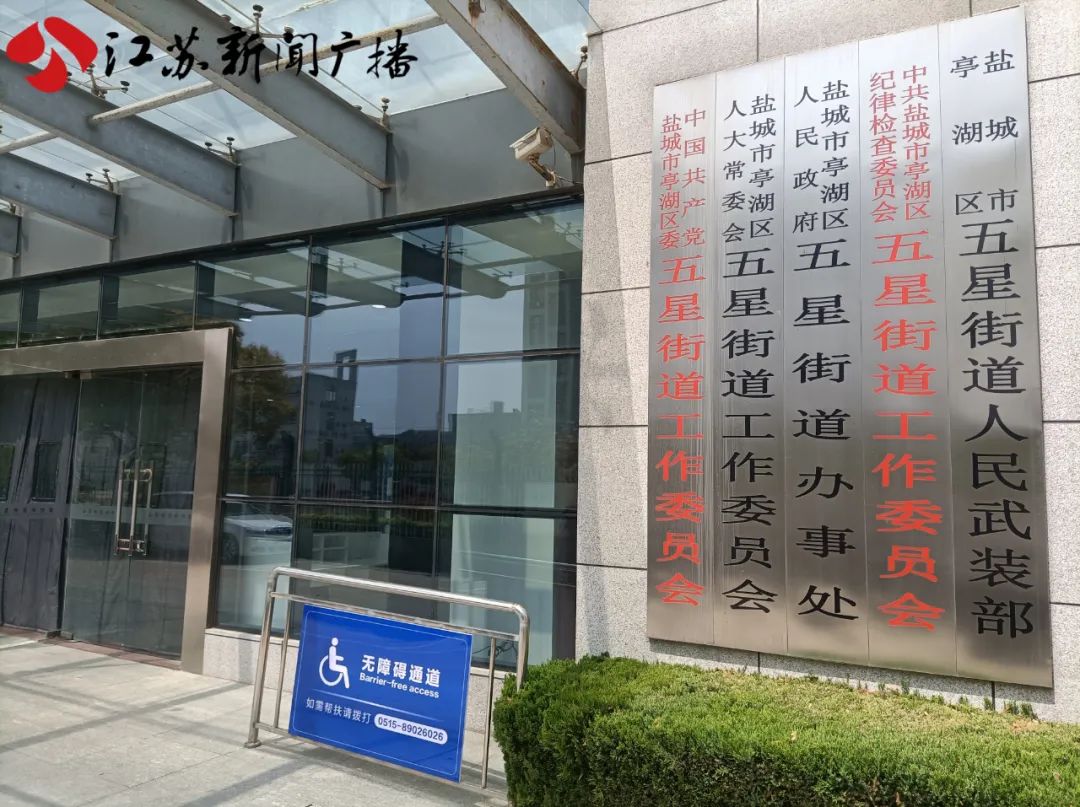 江苏新闻广播
中国共产党
盐城市亭湖区委
五星街道工作委员会
盐城市亭湖区
人大常委会
五星街道工作委员会
盐城市亭湖区
人民政府
五星街道办事处
中共盐城市亭湖区
纪律检查委员会
五星街道工作委员会
盐城市
亭湖区
五星街道人民武装部
无障碍通道
Barrier-free access
如需帮扶请拨打 0515-89026026